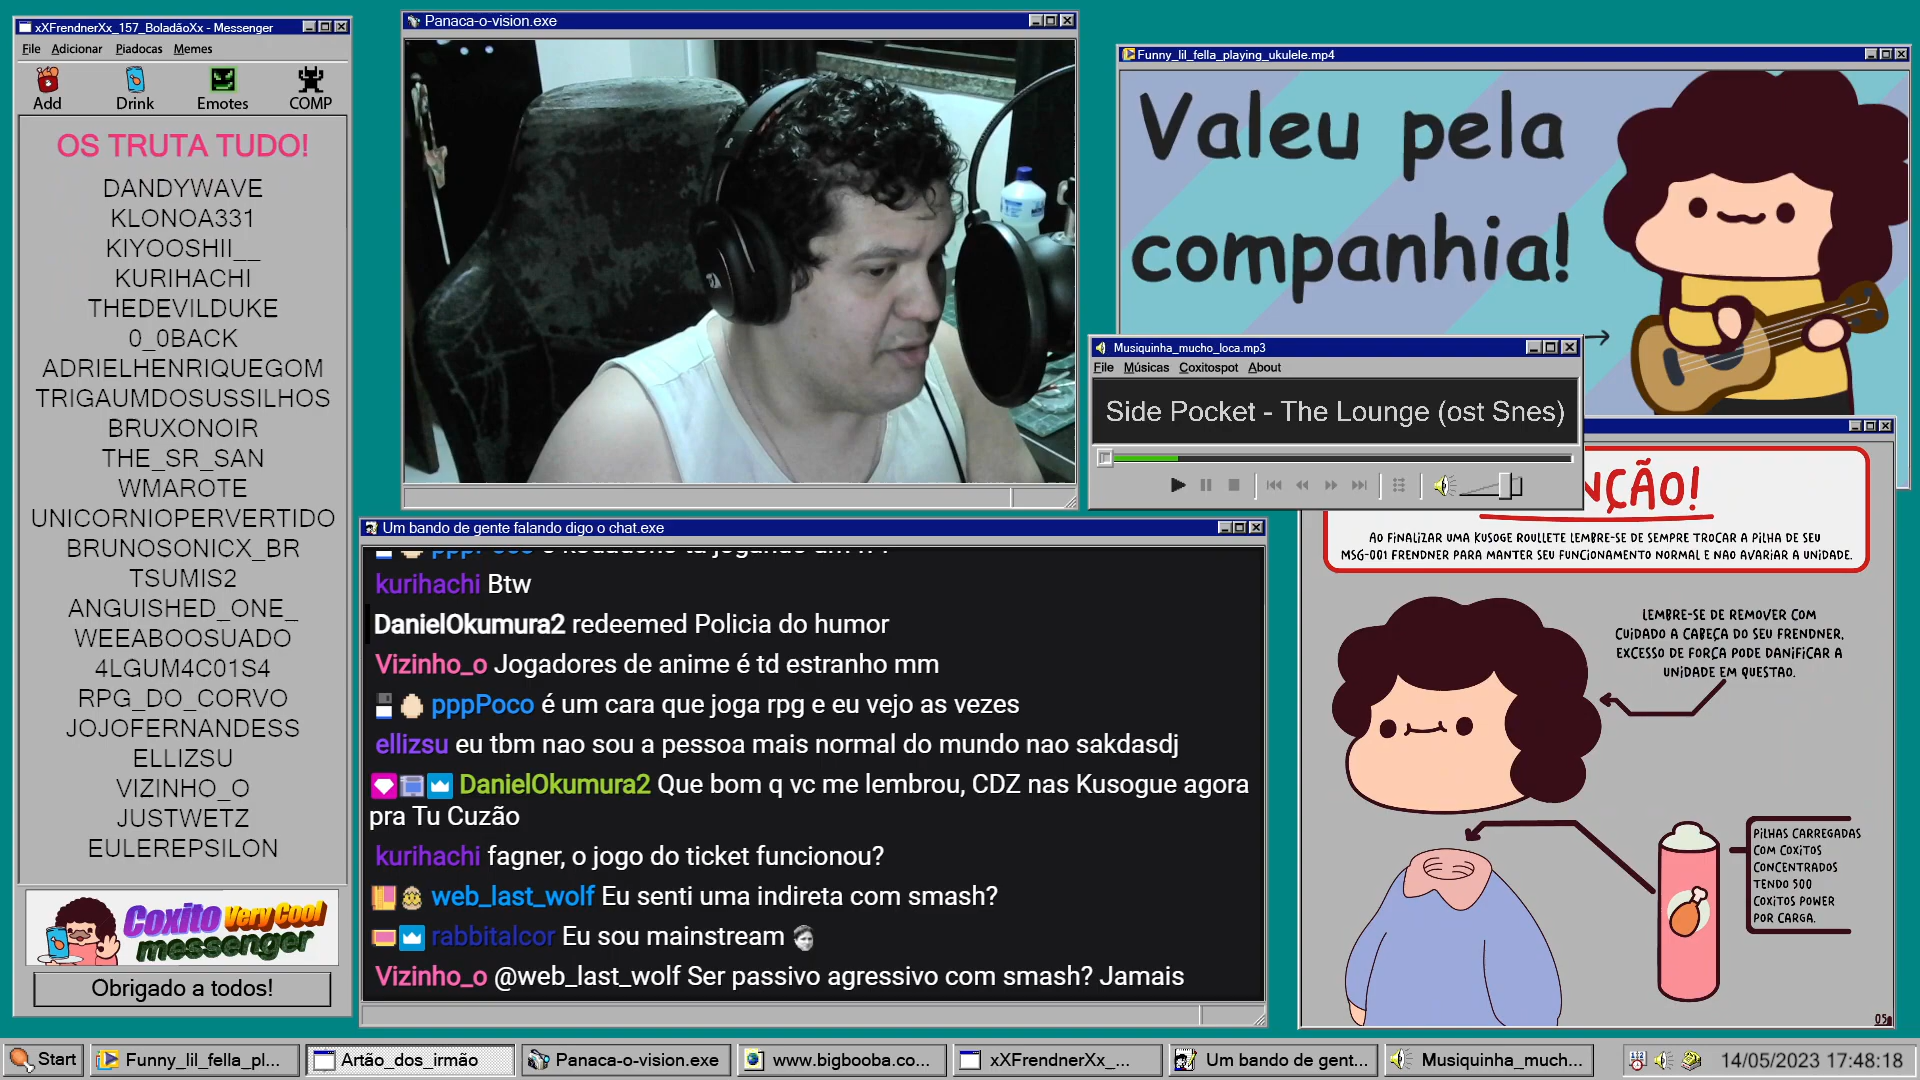 xXFrendnerXx_157_BoladãoXx - Messenger
File Adicionar Piadocas Memes
Add Drink Emotes COMP
OS TRUTA TUDO!
DANDYWAVE
KLONOA331
KIYOOSHII__
KURIHACHI
THEDEVILDUKE
0_0BACK
ADRIELHENRIQUEGOM
TRIGAUMDOSUSSILHOS
BRUXONOIR
THE_SR_SAN
WMAROTE
UNICORNIOPERVERTIDO
BRUNOSONICX_BR
TSUMIS2
ANGUISHED_ONE_
WEEABOOSUADO
4LGUM4C01S4
RPG_DO_CORVO
JOJOFERNANDESS
ELLIZSU
VIZINHO_O
JUSTWETZ
EULEREPSILON
Coxito Very Cool
messenger
Obrigado a todos!
Panaca-o-vision.exe
Funny_lil_fella_playing_ukulele.mp4
Valeu pela
companhia!
Musiquinha_mucho_loca.mp3
File Músicas Coxitospot About
Side Pocket - The Lounge (ost Snes)
Um bando de gente falando digo o chat.exe
kurihachi Btw
DanielOkumura2 redeemed Policia do humor
Vizinho_o Jogadores de anime é td estranho mm
pppPoco é um cara que joga rpg e eu vejo as vezes
ellizsu eu tbm nao sou a pessoa mais normal do mundo nao sakdasdj
DanielOkumura2 Que bom q vc me lembrou, CDZ nas Kusogue agora
pra Tu Cuzão
kurihachi fagner, o jogo do ticket funcionou?
web_last_wolf Eu senti uma indireta com smash?
rabbitalcor Eu sou mainstream
Vizinho_o @web_last_wolf Ser passivo agressivo com smash? Jamais
NÇÃO!
AO FINALIZAR UMA KUSOGE ROULLETE LEMBRE-SE DE SEMPRE TROCAR A PILHA DE SEU
MSG-001 FRENDNER PARA MANTER SEU FUNCIONAMENTO NORMAL E NAO AVARIAR A UNIDADE.
LEMBRE-SE DE REMOVER COM
CUIDADO A CABEÇA DO SEU FRENDNER,
EXCESSO DE FORÇA PODE DANIFICAR A
UNIDADE EM QUESTAO.
PILHAS CARREGADAS
COM COXITOS
CONCENTRADOS
TENDO 500
COXITOS POWER
POR CARGA.
Start Funny_lil_fella_pl... Artão_dos_irmão Panaca-o-vision.exe www.bigbooba.co... xXFrendnerXx_... Um bando de gent... Musiquinha_much... 14/05/2023 17:48:18